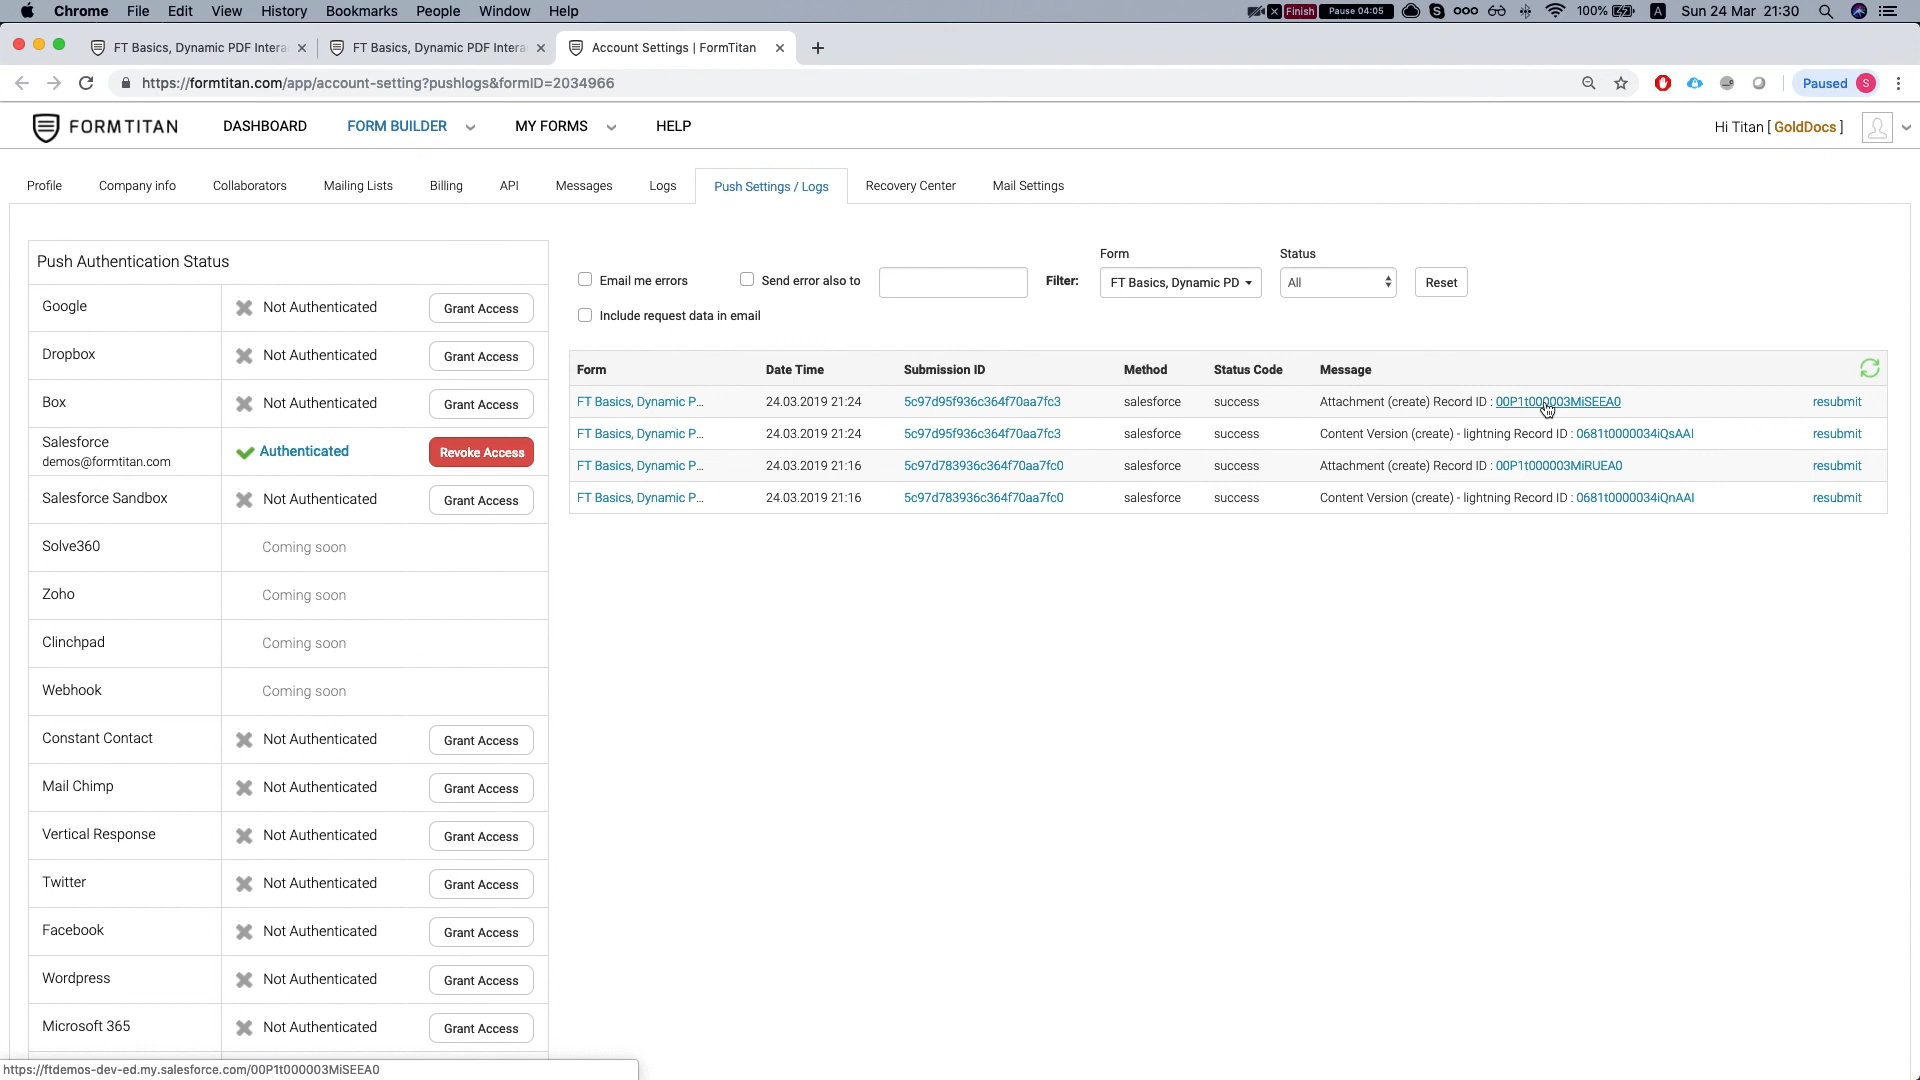 Chrome File Edit View History Bookmarks People Window Help Finish Pause 04:05 100% A Sun 24 Mar 21:30
FT Basics, Dynamic PDF Intera FT Basics, Dynamic PDF Intera Account Settings | FormTitan
https://formtitan.com/app/account-setting?pushlogs&formID=2034966 Paused S
FORMTITAN DASHBOARD FORM BUILDER MY FORMS HELP Hi Titan [ GoldDocs ]
Profile Company info Collaborators Mailing Lists Billing API Messages Logs Push Settings / Logs Recovery Center Mail Settings
Push Authentication Status
Google Not Authenticated Grant Access
Dropbox Not Authenticated Grant Access
Box Not Authenticated Grant Access
Salesforce
demos@formtitan.com Authenticated Revoke Access
Salesforce Sandbox Not Authenticated Grant Access
Solve360 Coming soon
Zoho Coming soon
Clinchpad Coming soon
Webhook Coming soon
Constant Contact Not Authenticated Grant Access
Mail Chimp Not Authenticated Grant Access
Vertical Response Not Authenticated Grant Access
Twitter Not Authenticated Grant Access
Facebook Not Authenticated Grant Access
Wordpress Not Authenticated Grant Access
Microsoft 365 Not Authenticated Grant Access
Form Status
Email me errors Send error also to Filter: FT Basics, Dynamic PD All Reset
Include request data in email
Form Date Time Submission ID Method Status Code Message
FT Basics, Dynamic P... 24.03.2019 21:24 5c97d95f936c364f70aa7fc3 salesforce success Attachment (create) Record ID : 00P1t000003MiSEEA0 resubmit
FT Basics, Dynamic P... 24.03.2019 21:24 5c97d95f936c364f70aa7fc3 salesforce success Content Version (create) - lightning Record ID : 0681t0000034iQsAAI resubmit
FT Basics, Dynamic P... 24.03.2019 21:16 5c97d783936c364f70aa7fc0 salesforce success Attachment (create) Record ID : 00P1t000003MiRUEA0 resubmit
FT Basics, Dynamic P... 24.03.2019 21:16 5c97d783936c364f70aa7fc0 salesforce success Content Version (create) - lightning Record ID : 0681t0000034iQnAAI resubmit
https://ftdemos-dev-ed.my.salesforce.com/00P1t000003MiSEEA0